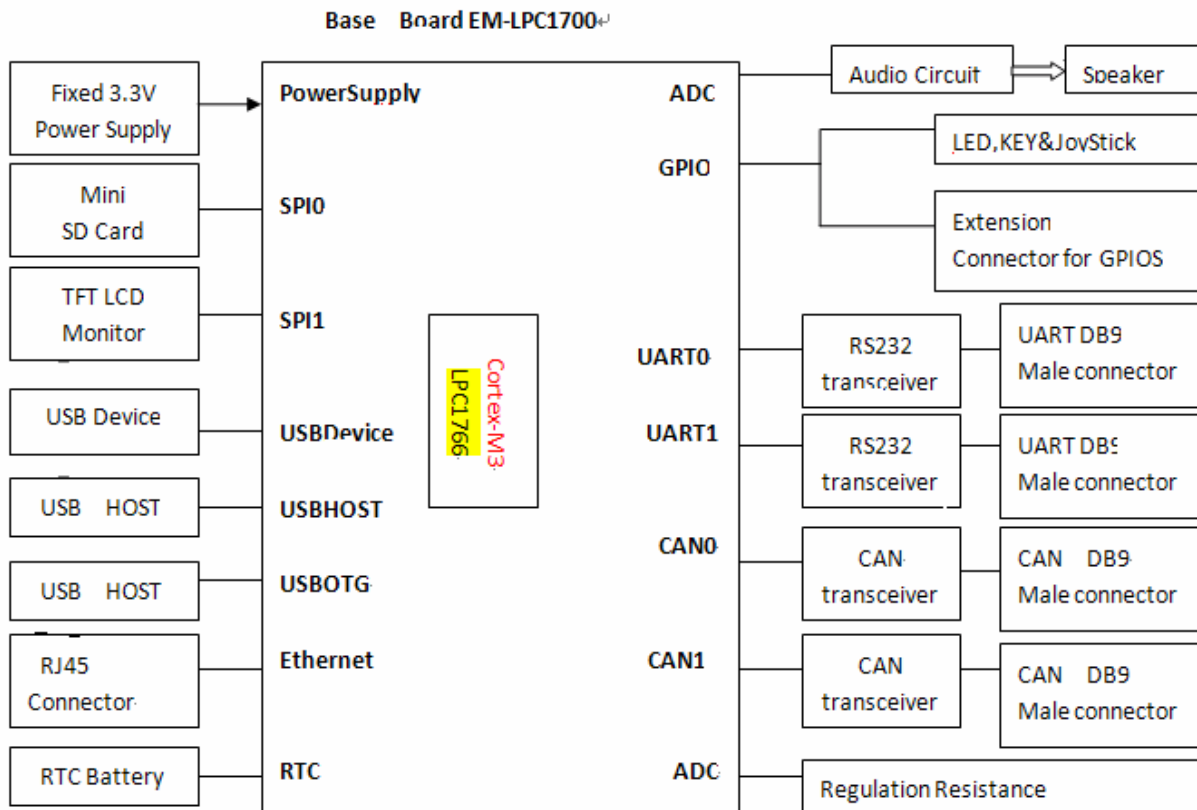 Base Board EM-LPC1700
Fixed 3.3V
Power Supply
Mini
SD Card
TFT LCD
Monitor
USB Device
USB HOST
USB HOST
RJ45
Connector
RTC Battery
PowerSupply
SPI0
SPI1
USBDevice
USBHOST
USBOTG
Ethernet
RTC
Cortex-M3
LPC1766
ADC
GPIO
UART0
UART1
CAN0
CAN1
ADC
Audio Circuit
Speaker
LED,KEY&JoyStick
Extension
Connector for GPIOS
RS232
transceiver
UART DB9
Male connector
RS232
transceiver
UART DB9
Male connector
CAN
transceiver
CAN DB9
Male connector
CAN
transceiver
CAN DB9
Male connector
Regulation Resistance